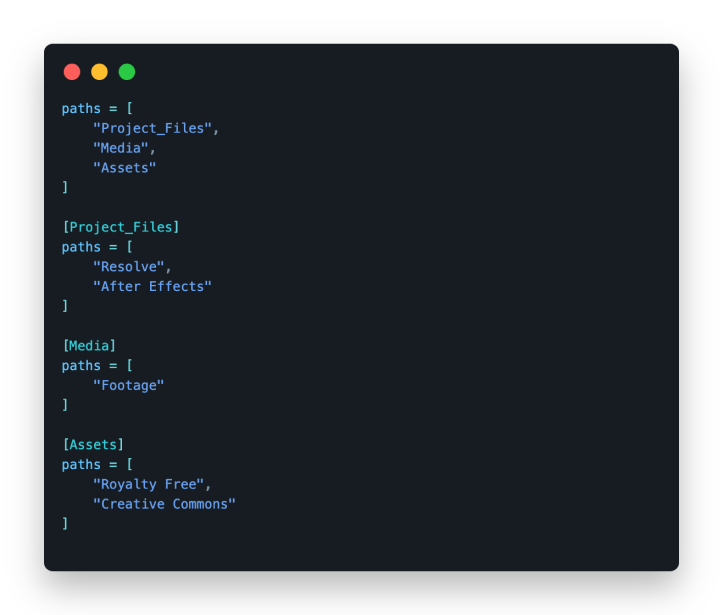 paths = [
    "Project_Files",
    "Media",
    "Assets"
]

[Project_Files]
paths = [
    "Resolve",
    "After Effects"
]

[Media]
paths = [
    "Footage"
]

[Assets]
paths = [
    "Royalty Free",
    "Creative Commons"
]